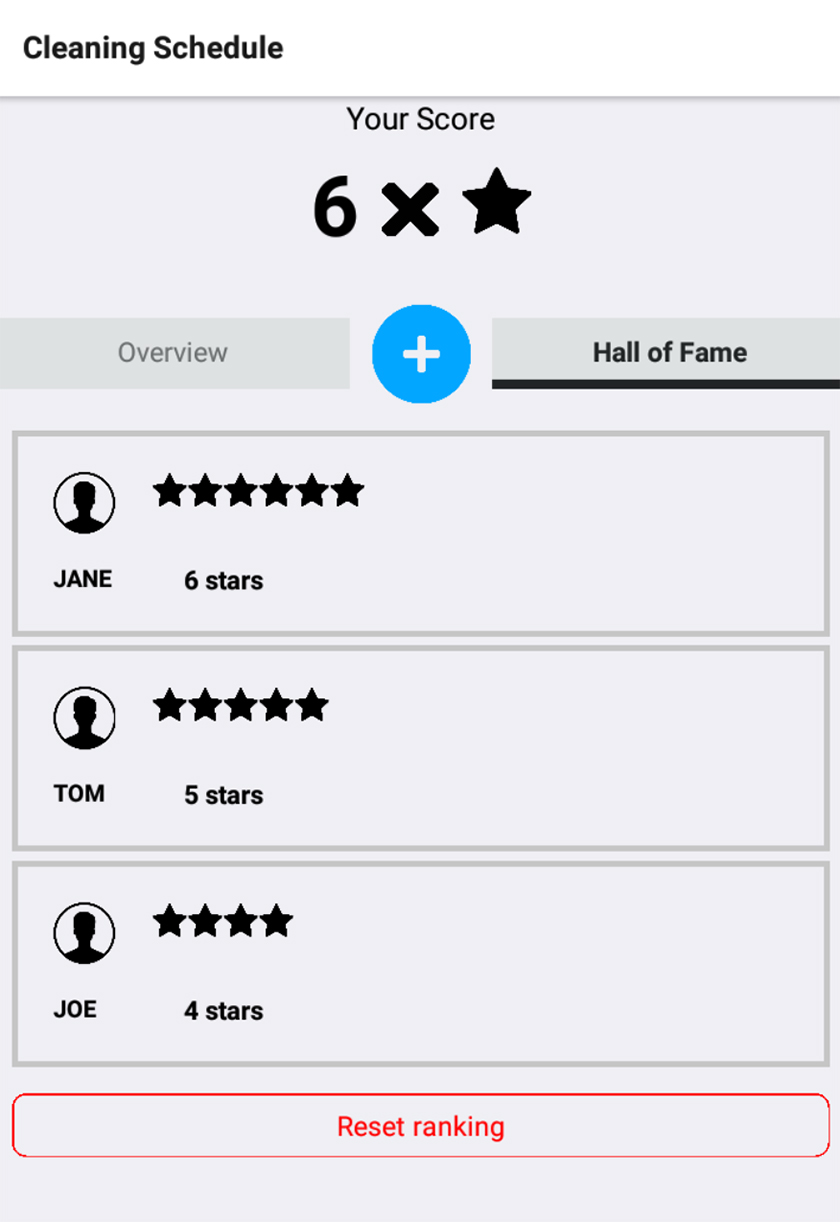 Cleaning Schedule
Your Score
6 ×
Overview
+
Hall of Fame
JANE
6 stars
TOM
5 stars
JOE
4 stars
Reset ranking